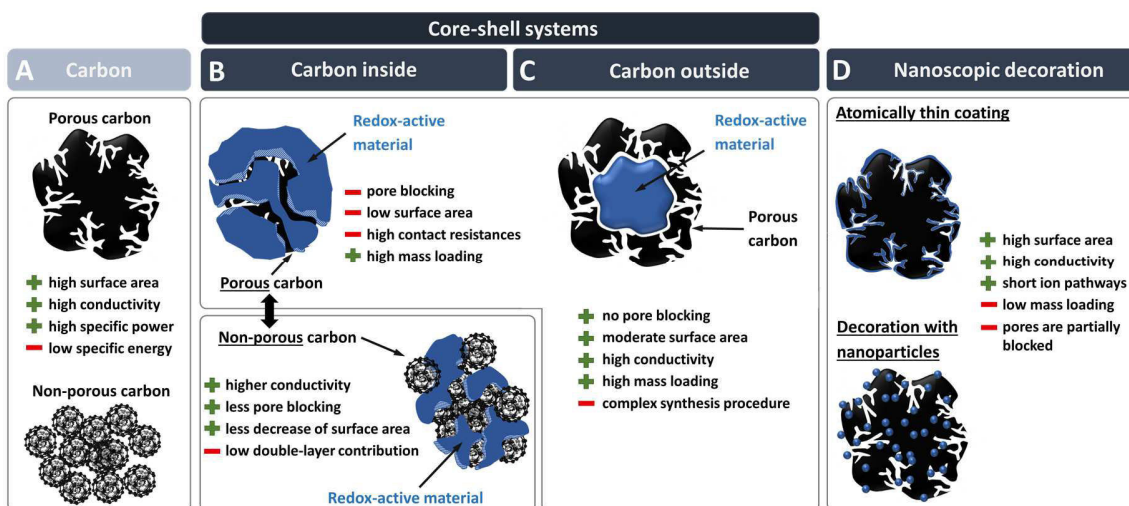 Core-shell systems
A Carbon
B Carbon inside
C Carbon outside
D Nanoscopic decoration
Porous carbon
high surface area
high conductivity
high specific power
low specific energy
Non-porous carbon
Redox-active
material
pore blocking
low surface area
high contact resistances
high mass loading
Porous carbon
Non-porous carbon
higher conductivity
less pore blocking
less decrease of surface area
low double-layer contribution
Redox-active material
Redox-active
material
Porous
carbon
no pore blocking
moderate surface area
high conductivity
high mass loading
complex synthesis procedure
Atomically thin coating
high surface area
high conductivity
short ion pathways
low mass loading
pores are partially
blocked
Decoration with
nanoparticles